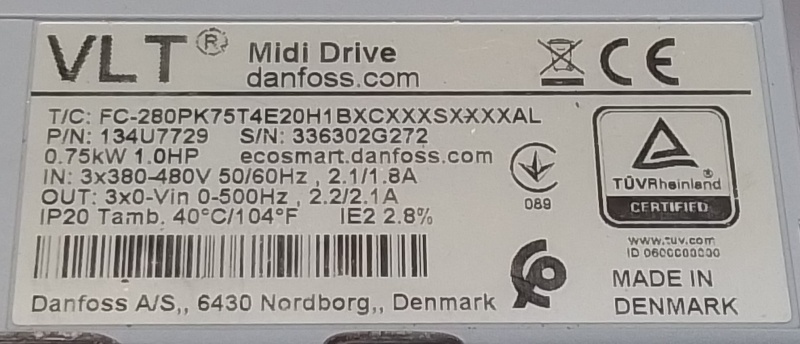 VLT® Midi Drive
danfoss.com
CE
T/C: FC-280PK75T4E20H1BXCXXXSXXXXAL
P/N: 134U7729 S/N: 336302G272
0.75kW 1.0HP ecosmart.danfoss.com
IN: 3x380-480V 50/60Hz , 2.1/1.8A
OUT: 3x0-Vin 0-500Hz , 2.2/2.1A
IP20 Tamb. 40°C/104°F IE2 2.8%
089
TÜVRheinland®
CERTIFIED
www.tuv.com
ID 0600000000
Danfoss A/S,, 6430 Nordborg,, Denmark
MADE IN
DENMARK